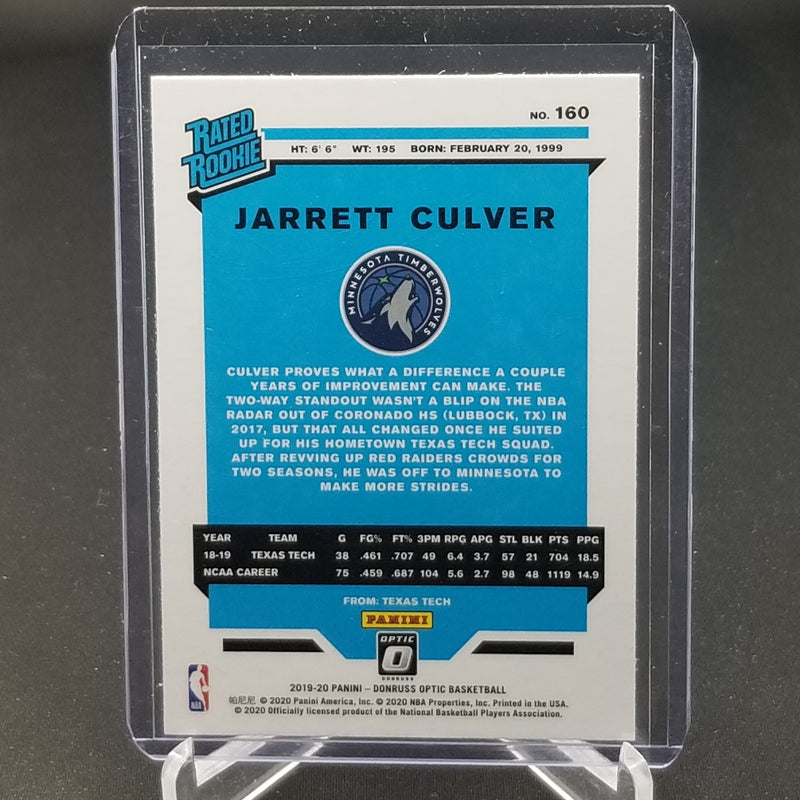 RATED
ROOKIE
NO. 160
HT: 6' 6" WT: 195 BORN: FEBRUARY 20, 1999
JARRETT CULVER
MINNESOTA TIMBERWOLVES
CULVER PROVES WHAT A DIFFERENCE A COUPLE
YEARS OF IMPROVEMENT CAN MAKE. THE
TWO-WAY STANDOUT WASN'T A BLIP ON THE NBA
RADAR OUT OF CORONADO HS (LUBBOCK, TX) IN
2017, BUT THAT ALL CHANGED ONCE HE SUITED
UP FOR HIS HOMETOWN TEXAS TECH SQUAD.
AFTER REVVING UP RED RAIDERS CROWDS FOR
TWO SEASONS, HE WAS OFF TO MINNESOTA TO
MAKE MORE STRIDES.
YEAR TEAM G FG% FT% 3PM RPG APG STL BLK PTS PPG
18-19 TEXAS TECH 38 .461 .707 49 6.4 3.7 57 21 704 18.5
NCAA CAREER 75 .459 .687 104 5.6 2.7 98 48 1119 14.9
FROM: TEXAS TECH
PANINI
OPTIC
O
DONRUSS
NBA
2019-20 PANINI – DONRUSS OPTIC BASKETBALL
帕尼尼 © 2020 Panini America, Inc. © 2020 NBA Properties, Inc. Printed in the USA.
© 2020 Officially licensed product of the National Basketball Players Association.